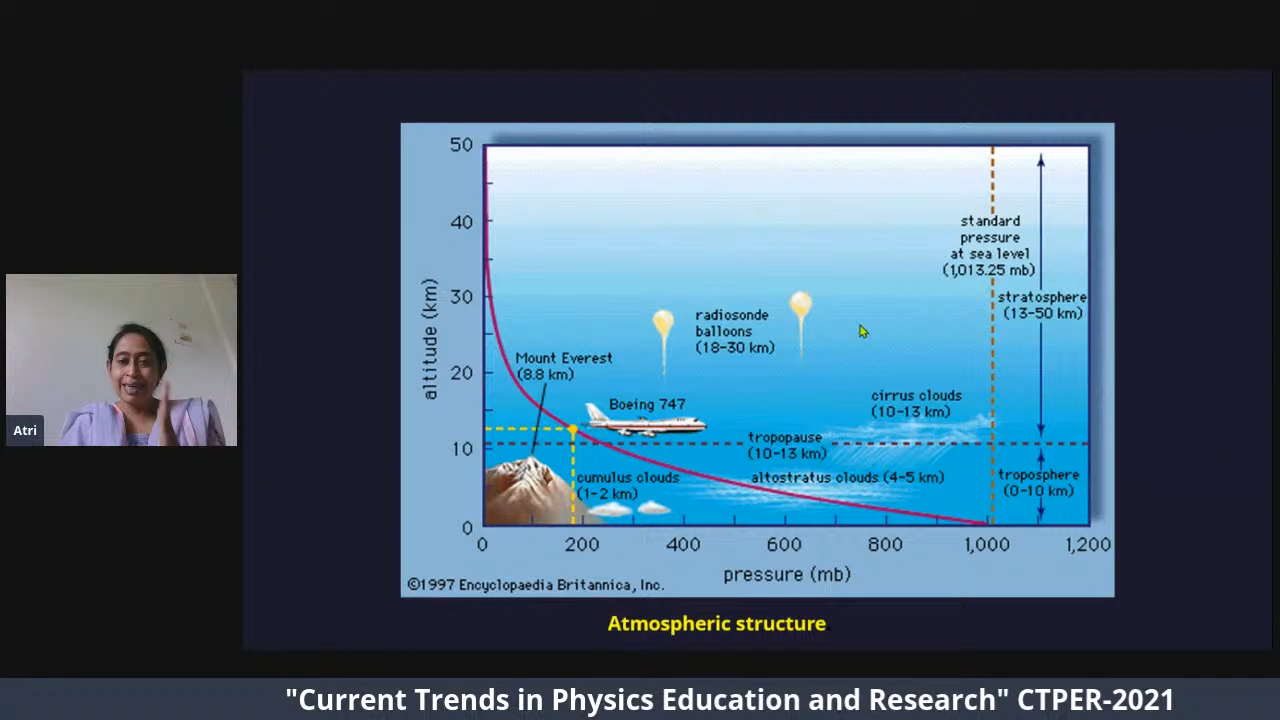 50
40
30
20
10
0
altitude (km)
standard
pressure
at sea level
(1,013.25 mb)
stratosphere
(13-50 km)
radiosonde
balloons
(18-30 km)
Mount Everest
(8.8 km)
Boeing 747
cirrus clouds
(10-13 km)
tropopause
(10-13 km)
cumulus clouds
(1-2 km)
altostratus clouds (4-5 km)
troposphere
(0-10 km)
0 200 400 600 800 1,000 1,200
pressure (mb)
©1997 Encyclopaedia Britannica, Inc.
Atmospheric structure.
Atri
"Current Trends in Physics Education and Research" CTPER-2021